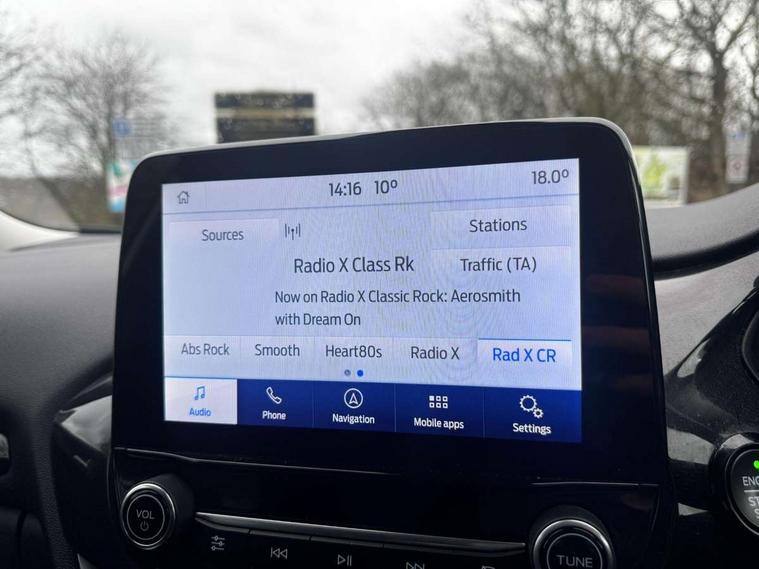 14:16 10° 18.0°
Sources Stations
Radio X Class Rk Traffic (TA)
Now on Radio X Classic Rock: Aerosmith
with Dream On
Abs Rock Smooth Heart80s Radio X Rad X CR
Audio Phone Navigation Mobile apps Settings
VOL
TUNE